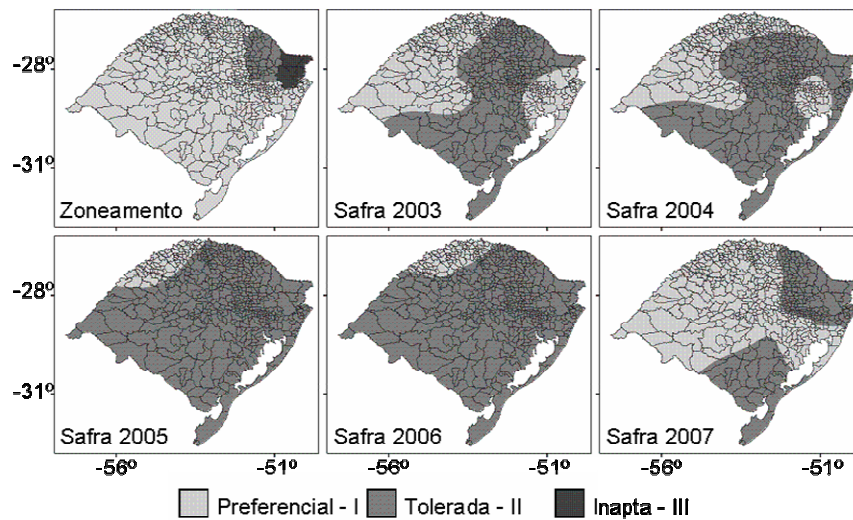 -28º
-31º
Zoneamento
Safra 2003
Safra 2004
-28º
-31º
Safra 2005
Safra 2006
Safra 2007
-56º
-51º
-56º
-51º
-56º
-51º
Preferencial - I
Tolerada - II
Inapta - III